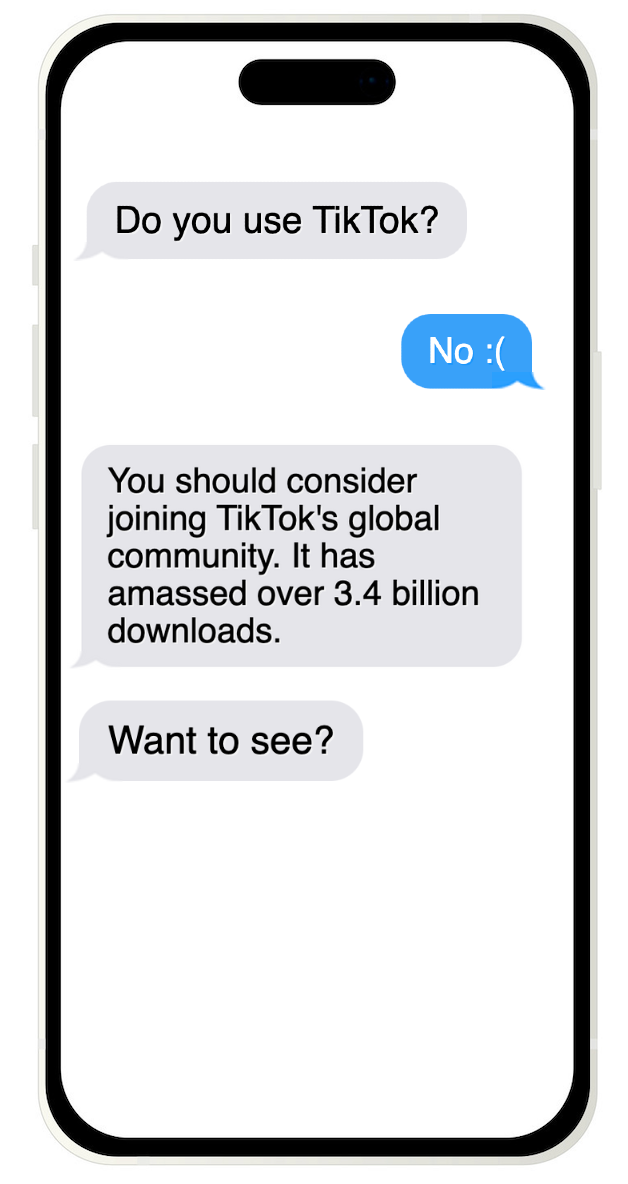 Do you use TikTok?
No :(
You should consider
joining TikTok's global
community. It has
amassed over 3.4 billion
downloads.
Want to see?